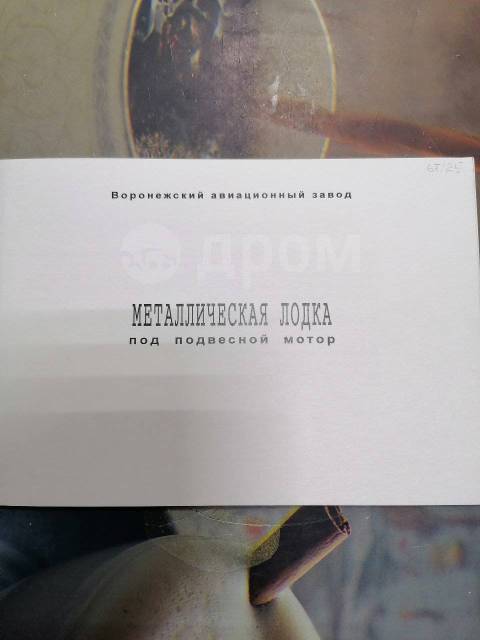 Воронежский авиационный завод
дром
МЕТАЛЛИЧЕСКАЯ ЛОДКА
под подвесной мотор